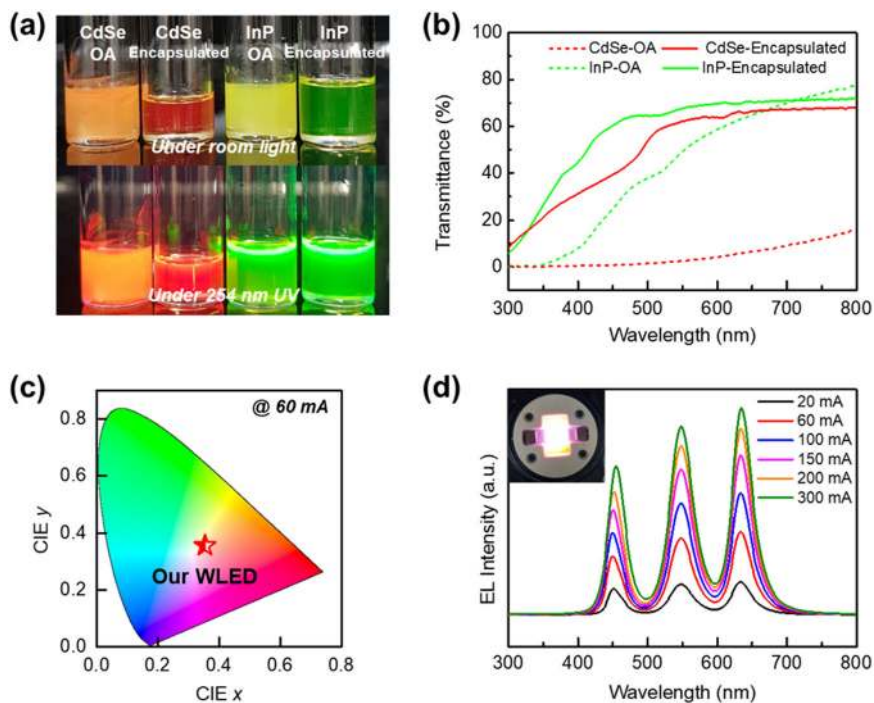 (a)
CdSe
OA
CdSe
Encapsulated
InP
OA
InP
Encapsulated
Under room light
Under 254 nm UV
(b)
CdSe-OA
CdSe-Encapsulated
InP-OA
InP-Encapsulated
Transmittance (%)
100
80
60
40
20
0
300 400 500 600 700 800
Wavelength (nm)
(c)
@ 60 mA
Our WLED
CIE y
0.8
0.6
0.4
0.2
0.0
0.0 0.2 0.4 0.6 0.8
CIE x
(d)
20 mA
60 mA
100 mA
150 mA
200 mA
300 mA
EL Intensity (a.u.)
300 400 500 600 700 800
Wavelength (nm)